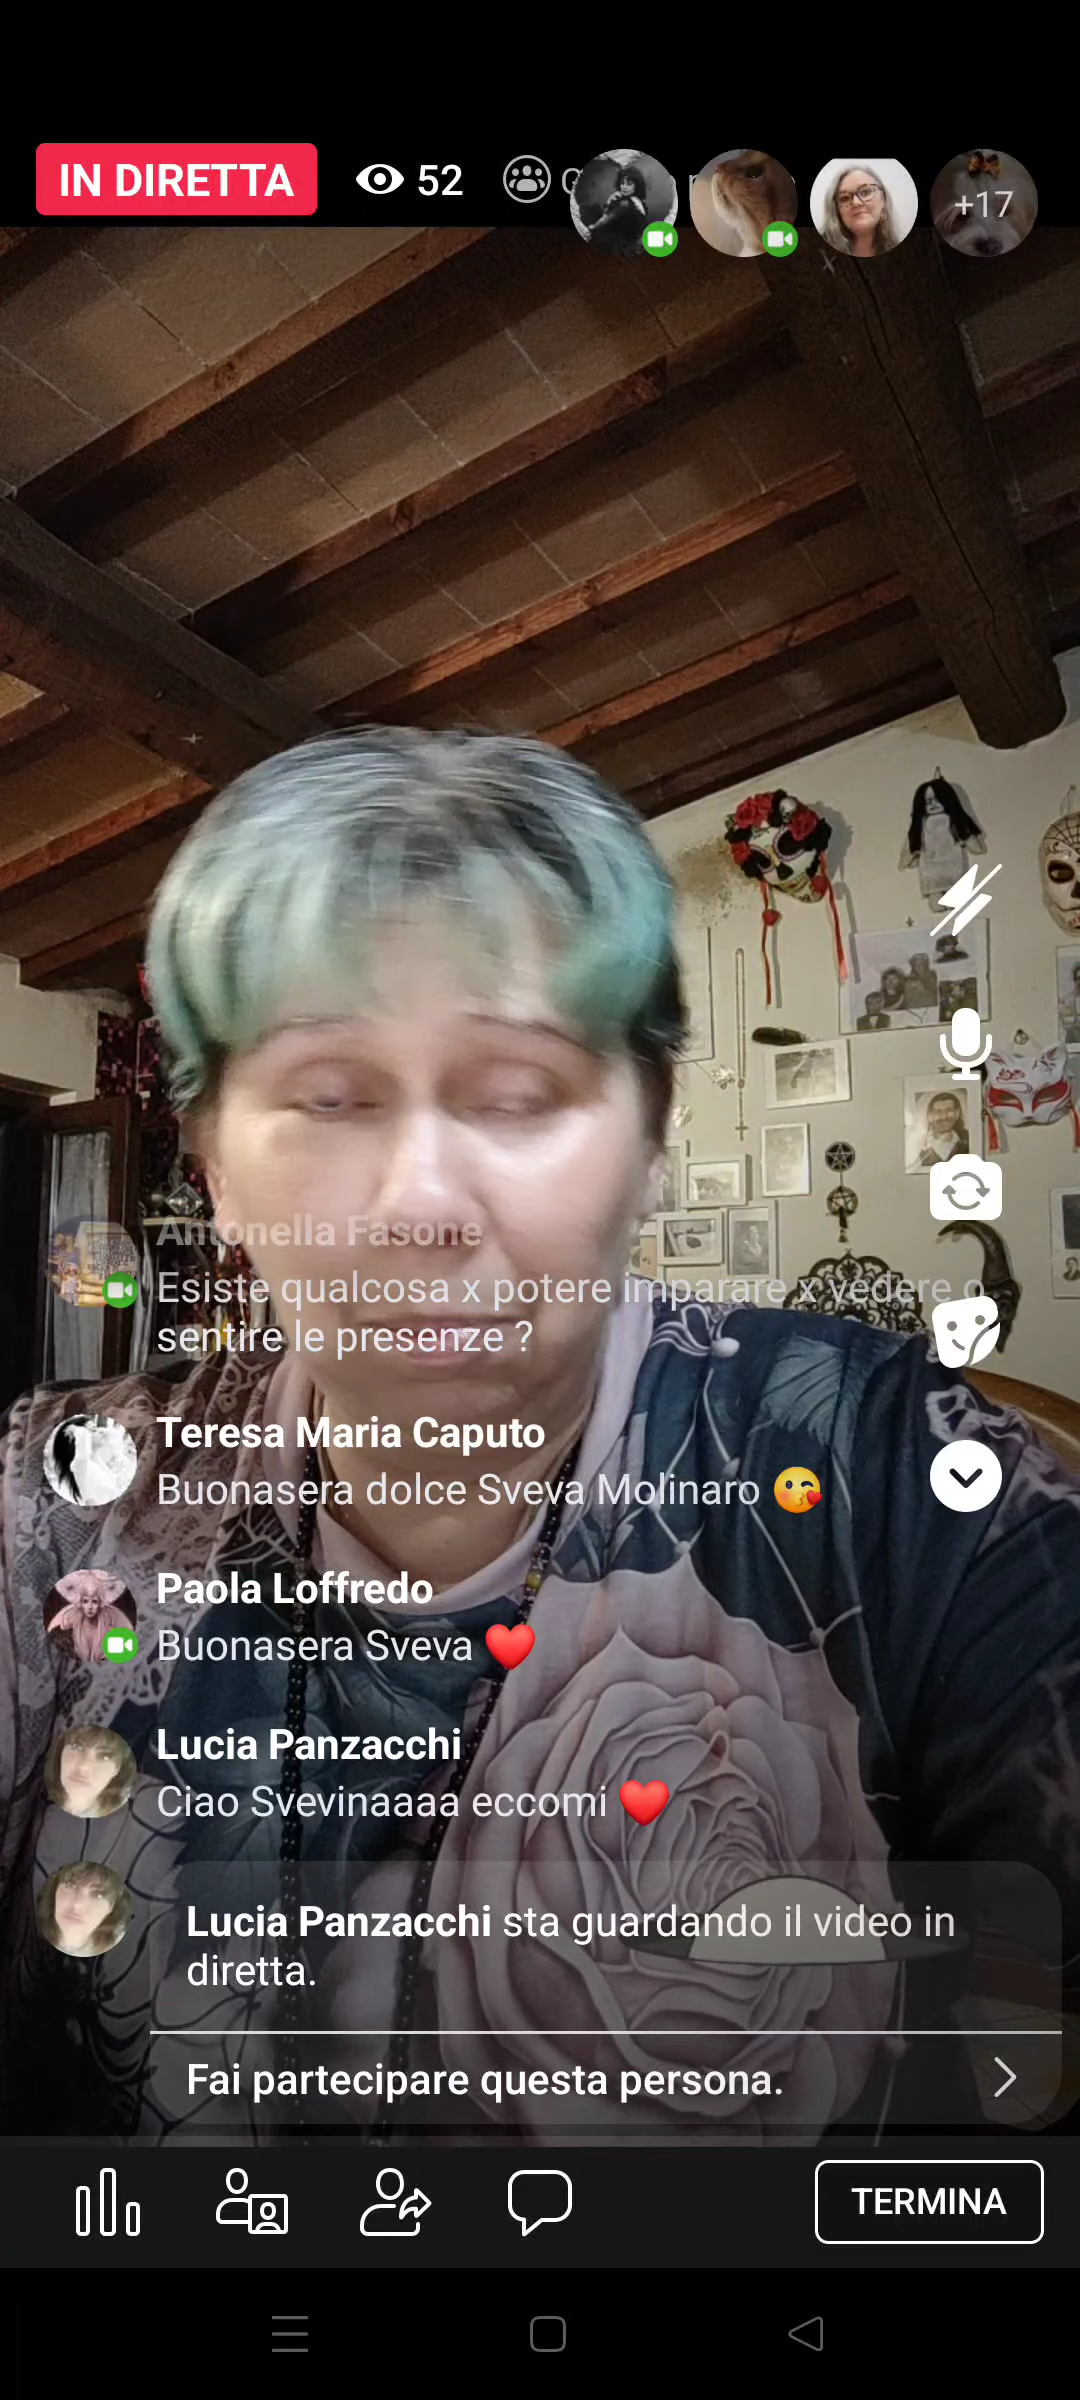 IN DIRETTA
52
+17
Antonella Fasone
Esiste qualcosa x potere imparare x vedere o
sentire le presenze ?
Teresa Maria Caputo
Buonasera dolce Sveva Molinaro 😘
Paola Loffredo
Buonasera Sveva ❤️
Lucia Panzacchi
Ciao Svevinaaaa eccomi ❤️
Lucia Panzacchi sta guardando il video in
diretta.
Fai partecipare questa persona.
TERMINA